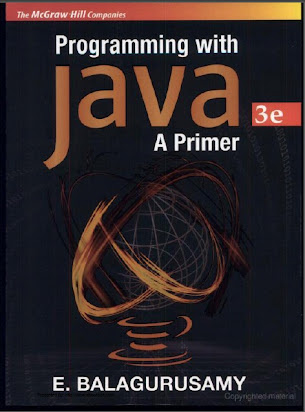 The McGraw Hill Companies
Programming with
java
3e
A Primer
E. BALAGURUSAMY
Copyrighted material